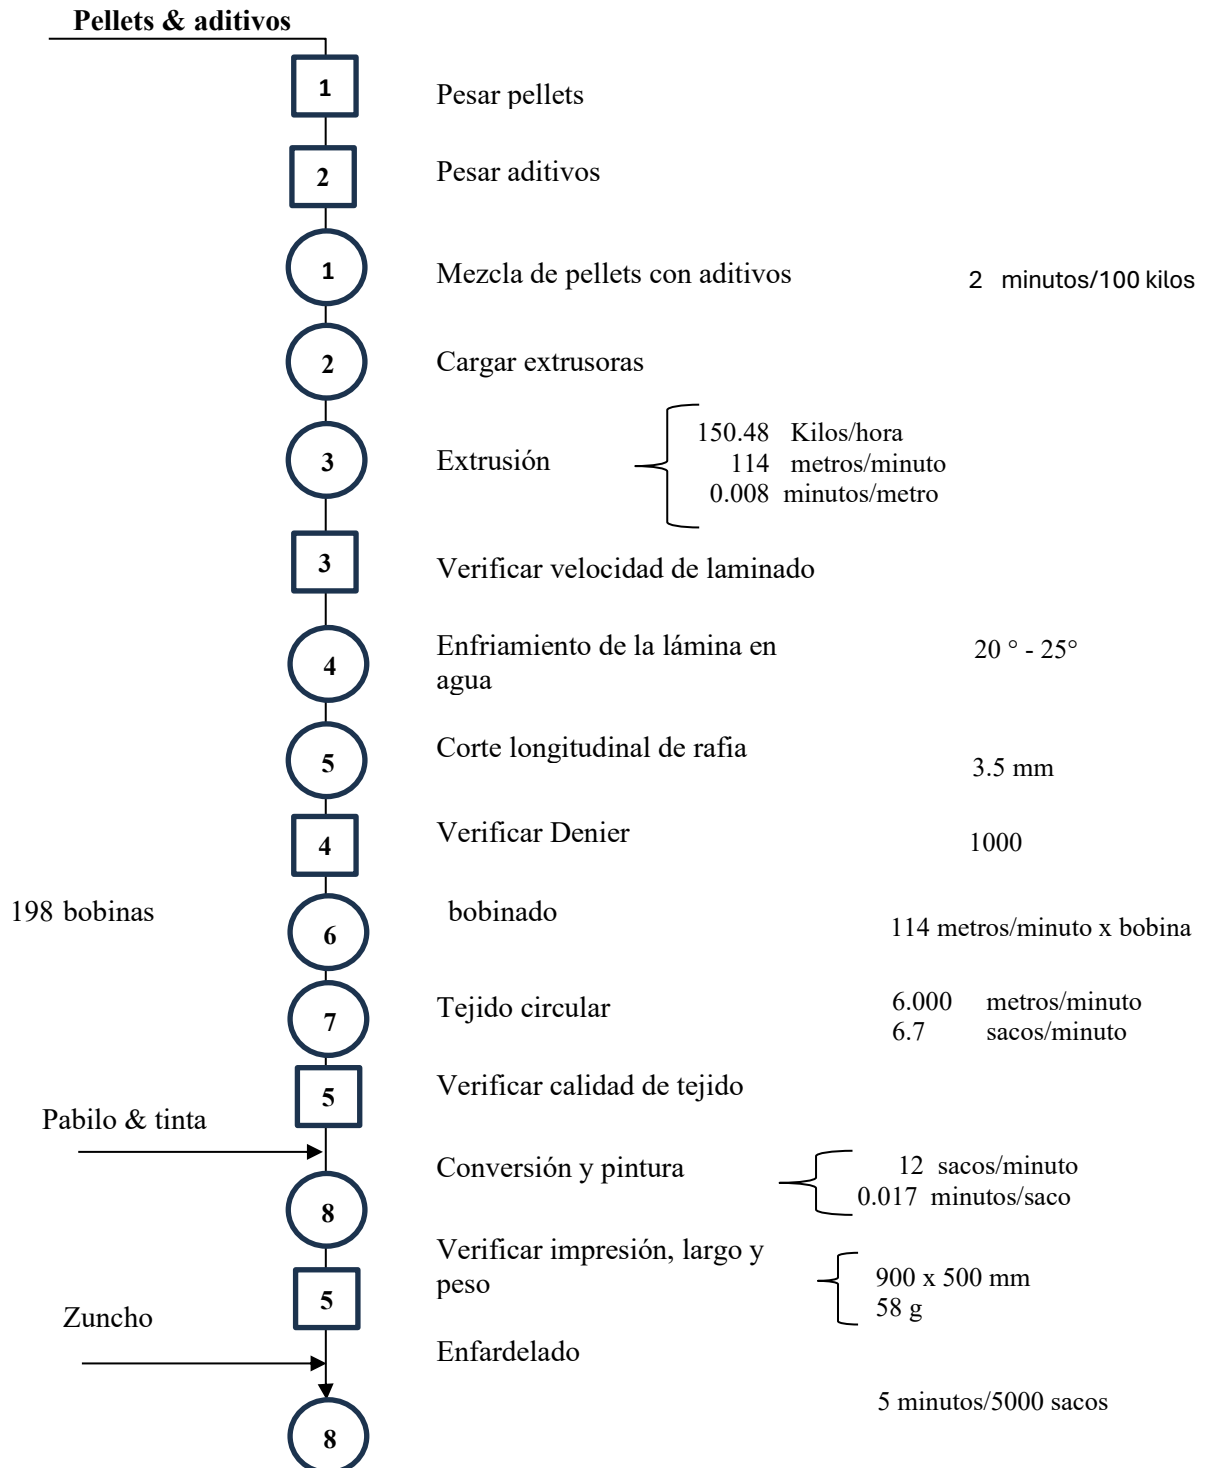 Pellets & aditivos
1
Pesar pellets
2
Pesar aditivos
1
Mezcla de pellets con aditivos
2 minutos/100 kilos
2
Cargar extrusoras
3
Extrusión
150.48 Kilos/hora
114 metros/minuto
0.008 minutos/metro
3
Verificar velocidad de laminado
4
Enfriamiento de la lámina en
agua
20 ° - 25°
5
Corte longitudinal de rafia
3.5 mm
4
Verificar Denier
1000
198 bobinas
6
bobinado
114 metros/minuto x bobina
7
Tejido circular
6.000 metros/minuto
6.7 sacos/minuto
5
Verificar calidad de tejido
Pabilo & tinta
8
Conversión y pintura
12 sacos/minuto
0.017 minutos/saco
5
Verificar impresión, largo y
peso
900 x 500 mm
58 g
Zuncho
Enfardelado
8
5 minutos/5000 sacos